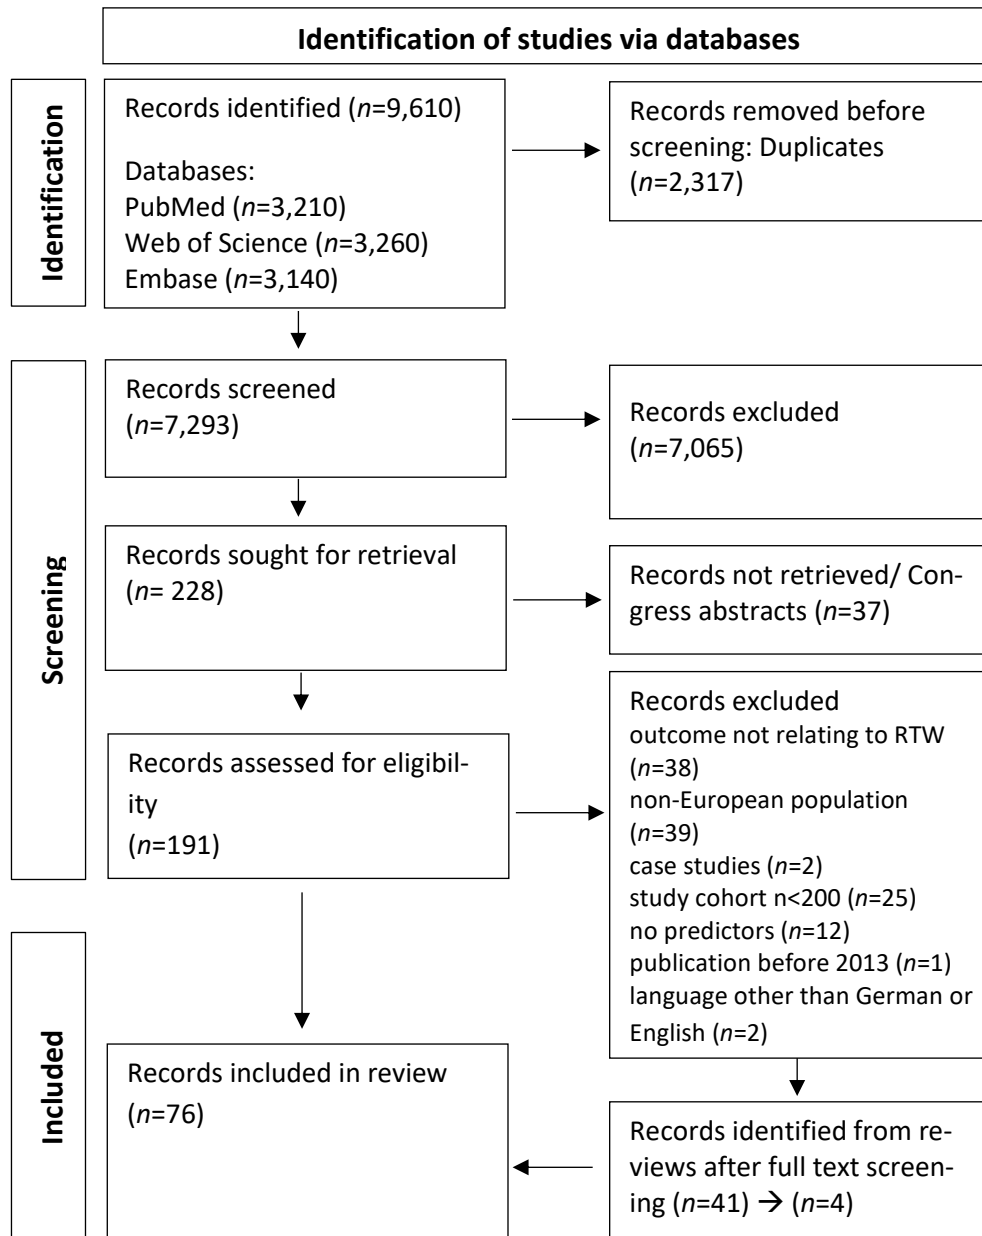 Identification of studies via databases
Identification
Records identified (n=9,610)
Databases:
PubMed (n=3,210)
Web of Science (n=3,260)
Embase (n=3,140)
Records removed before
screening: Duplicates
(n=2,317)
Screening
Records screened
(n=7,293)
Records excluded
(n=7,065)
Records sought for retrieval
(n= 228)
Records not retrieved/ Con-
gress abstracts (n=37)
Records assessed for eligibil-
ity
(n=191)
Records excluded
outcome not relating to RTW
(n=38)
non-European population
(n=39)
case studies (n=2)
study cohort n<200 (n=25)
no predictors (n=12)
publication before 2013 (n=1)
language other than German or
English (n=2)
Included
Records included in review
(n=76)
Records identified from re-
views after full text screen-
ing (n=41) → (n=4)